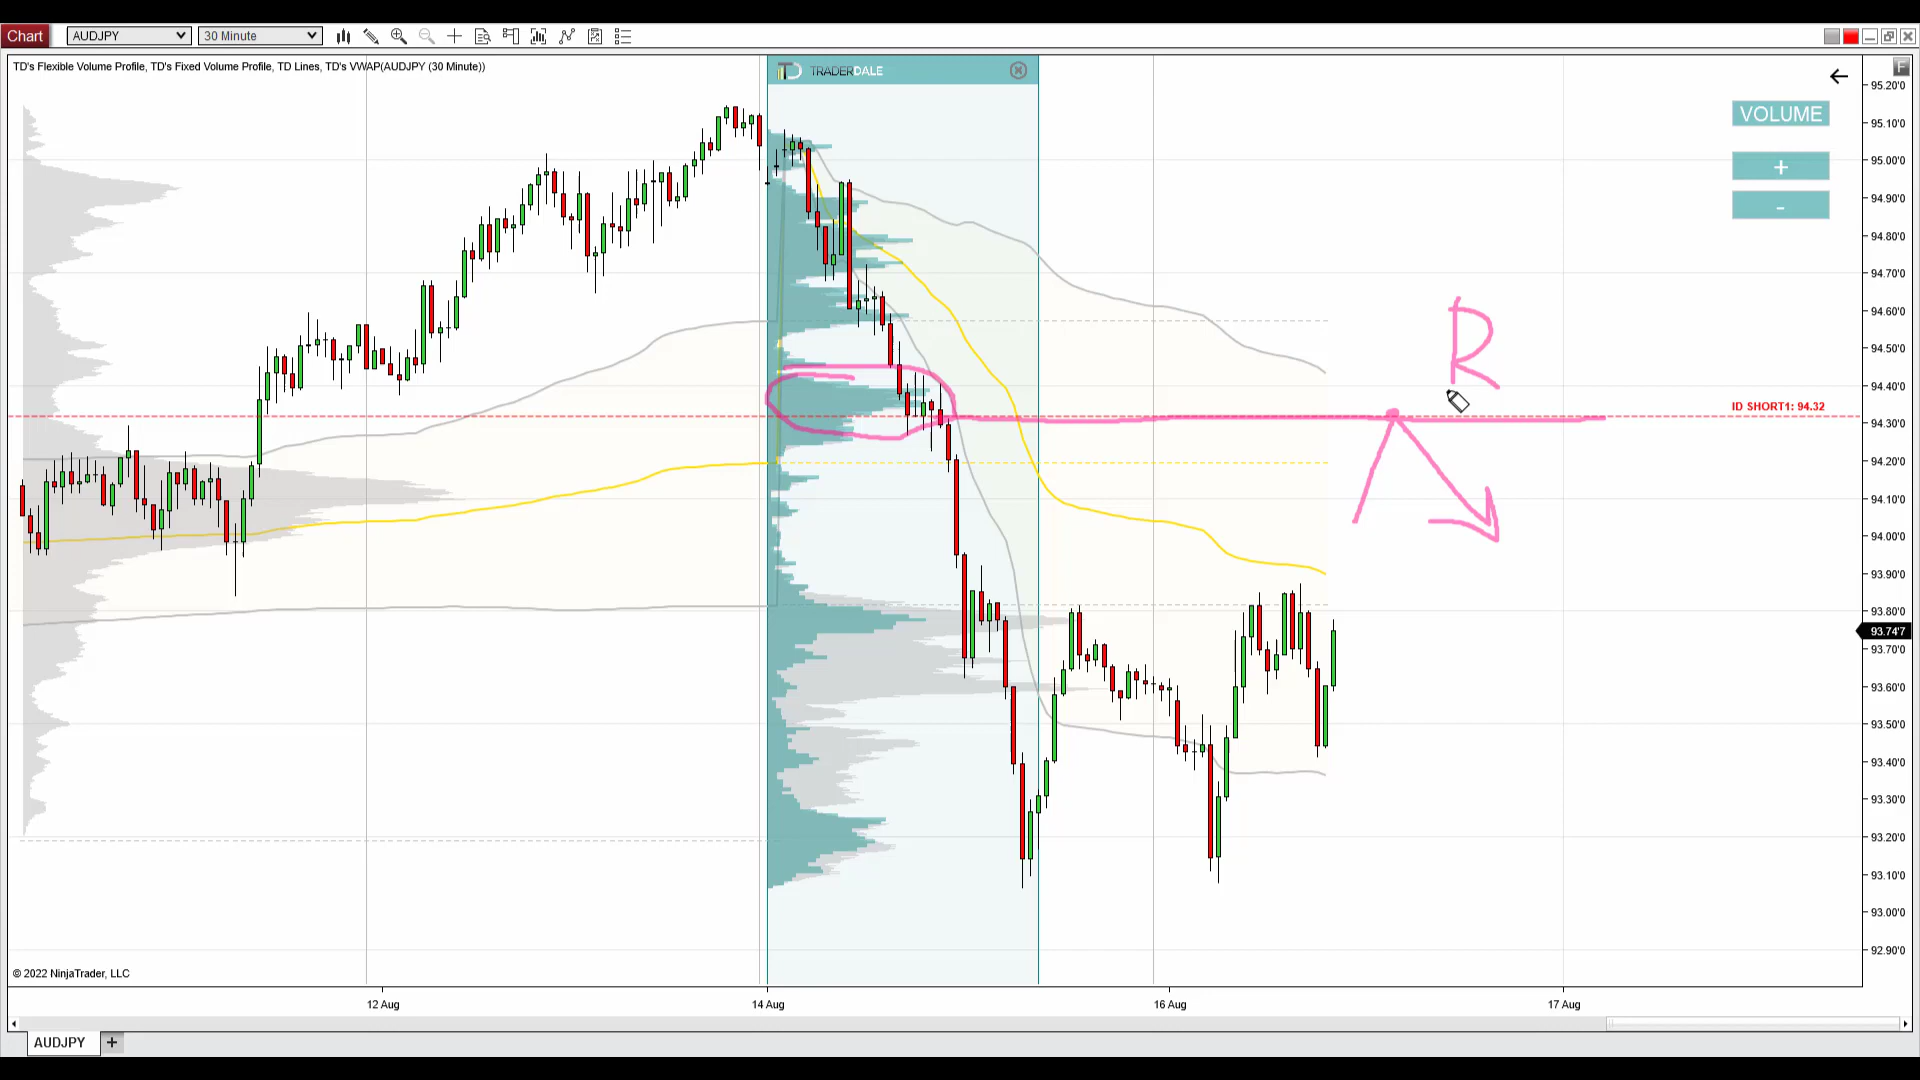 Chart AUDJPY 30 Minute
TD's Flexible Volume Profile, TD's Fixed Volume Profile, TD Lines, TD's VWAP(AUDJPY (30 Minute))
TRADERDALE
F
95.20'0
VOLUME
95.10'0
+
95.00'0
-
94.90'0
94.80'0
94.70'0
94.60'0
R
94.50'0
94.40'0
ID SHORT1: 94.32
94.30'0
94.20'0
94.10'0
94.00'0
93.90'0
93.80'0
93.74'7
93.70'0
93.60'0
93.50'0
93.40'0
93.30'0
93.20'0
93.10'0
93.00'0
92.90'0
© 2022 NinjaTrader, LLC
12 Aug 14 Aug 16 Aug 17 Aug
AUDJPY +